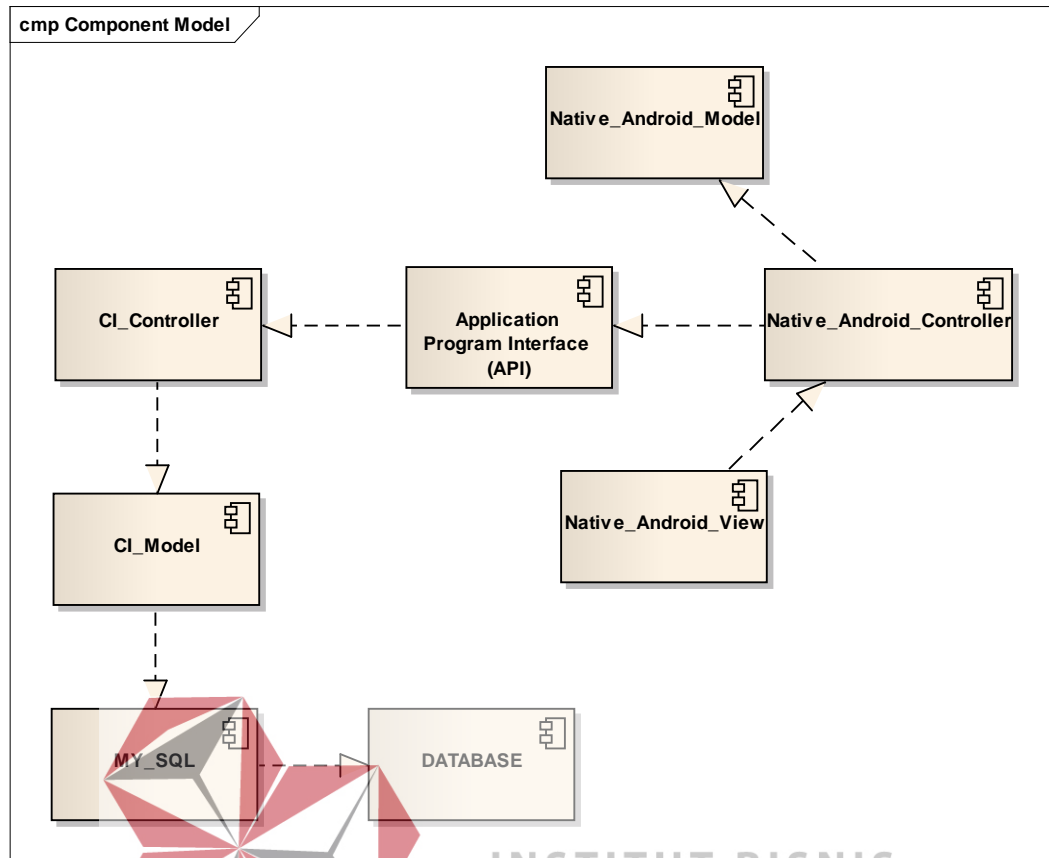 cmp Component Model
Native_Android_Model
CI_Controller
Application
Program Interface
(API)
Native_Android_Controller
CI_Model
Native_Android_View
MY_SQL
DATABASE
INSTITUT BISNIS